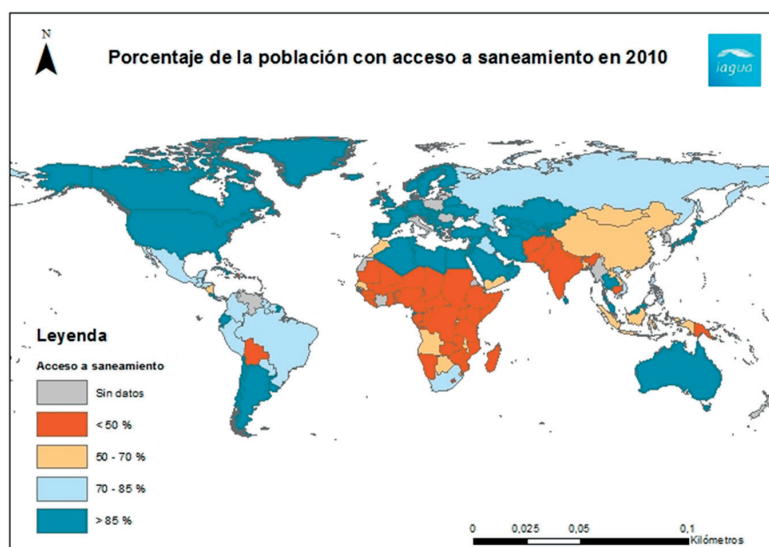 N
Porcentaje de la población con acceso a saneamiento en 2010
iagua
Leyenda
Acceso a saneamiento
Sin datos
< 50 %
50 - 70 %
70 - 85 %
> 85 %
0 0,025 0,05 0,1
Kilómetros